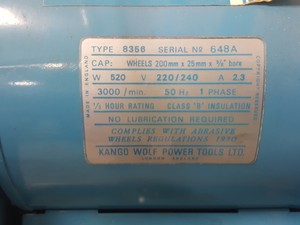 TYPE 8356 SERIAL Nº 648A
CAP: WHEELS 200mm x 25mm x ⅝" bore
W 520 V 220/240 A 2.3
3000 / min. 50 Hz 1 PHASE
½ HOUR RATING CLASS "B" INSULATION
NO LUBRICATION REQUIRED
COMPLIES WITH ABRASIVE
WHEELS REGULATIONS 1970
KANGO WOLF POWER TOOLS LTD.
LONDON ENGLAND
MADE IN ENGLAND